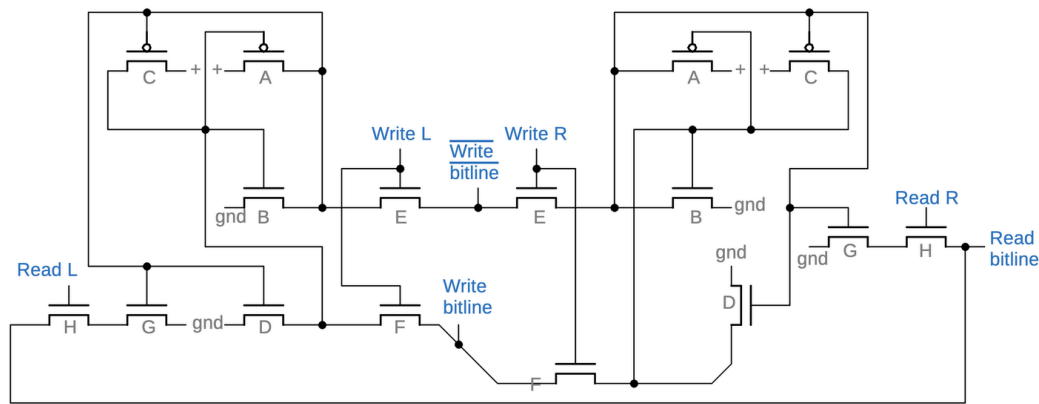 C
+
+
A
A
+
+
C
Write L
Write
bitline
Write R
gnd
B
E
E
B
gnd
Read R
G
H
gnd
Read
bitline
gnd
Read L
Write
bitline
D
H
G
gnd
D
F
F